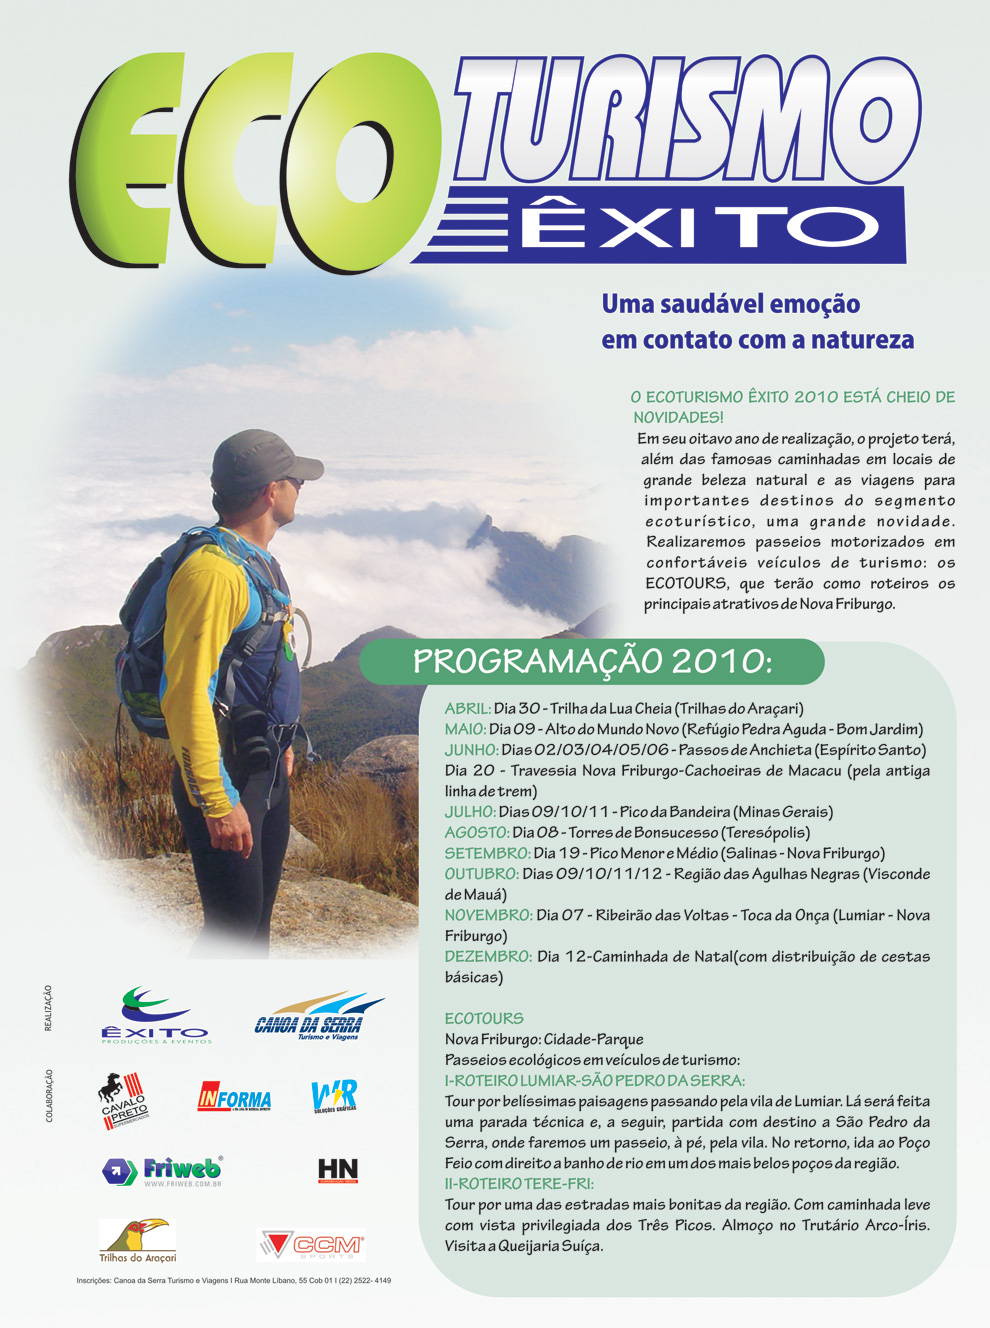 ECO TURISMO
ÊXITO
Uma saudável emoção
em contato com a natureza
O ECOTURISMO ÊXITO 2010 ESTÁ CHEIO DE
NOVIDADES!
Em seu oitavo ano de realização, o projeto terá,
além das famosas caminhadas em locais de
grande beleza natural e as viagens para
importantes destinos do segmento
ecoturístico, uma grande novidade.
Realizaremos passeios motorizados em
confortáveis veículos de turismo: os
ECOTOURS, que terão como roteiros os
principais atrativos de Nova Friburgo.
PROGRAMAÇÃO 2010:
ABRIL: Dia 30 - Trilha da Lua Cheia (Trilhas do Araçari)
MAIO: Dia 09 - Alto do Mundo Novo (Refúgio Pedra Aguda - Bom Jardim)
JUNHO: Dias 02/03/04/05/06 - Passos de Anchieta (Espírito Santo)
Dia 20 - Travessia Nova Friburgo-Cachoeiras de Macacu (pela antiga
linha de trem)
JULHO: Dias 09/10/11 - Pico da Bandeira (Minas Gerais)
AGOSTO: Dia 08 - Torres de Bonsucesso (Teresópolis)
SETEMBRO: Dia 19 - Pico Menor e Médio (Salinas - Nova Friburgo)
OUTUBRO: Dias 09/10/11/12 - Região das Agulhas Negras (Visconde
de Mauá)
NOVEMBRO: Dia 07 - Ribeirão das Voltas - Toca da Onça (Lumiar - Nova
Friburgo)
DEZEMBRO: Dia 12-Caminhada de Natal(com distribuição de cestas
básicas)
ECOTOURS
Nova Friburgo: Cidade-Parque
Passeios ecológicos em veículos de turismo:
I-ROTEIRO LUMIAR-SÃO PEDRO DA SERRA:
Tour por belíssimas paisagens passando pela vila de Lumiar. Lá será feita
uma parada técnica e, a seguir, partida com destino a São Pedro da
Serra, onde faremos um passeio, à pé, pela vila. No retorno, ida ao Poço
Feio com direito a banho de rio em um dos mais belos poços da região.
II-ROTEIRO TERE-FRI:
Tour por uma das estradas mais bonitas da região. Com caminhada leve
com vista privilegiada dos Três Picos. Almoço no Trutário Arco-Íris.
Visita a Queijaria Suíça.
REALIZAÇÃO
ÊXITO
PRODUÇÕES & EVENTOS
CANOA DA SERRA
Turismo e Viagens
COLABORAÇÃO
CAVALO
PRETO
SUPERMERCADOS
INFORMA
WR
SOLUÇÕES GRÁFICAS
Friweb®
WWW.FRIWEB.COM.BR
HN
Trilhas do Araçari
CCM
SPORTS
Inscrições: Canoa da Serra Turismo e Viagens I Rua Monte Líbano, 55 Cob 01 I (22) 2522- 4149